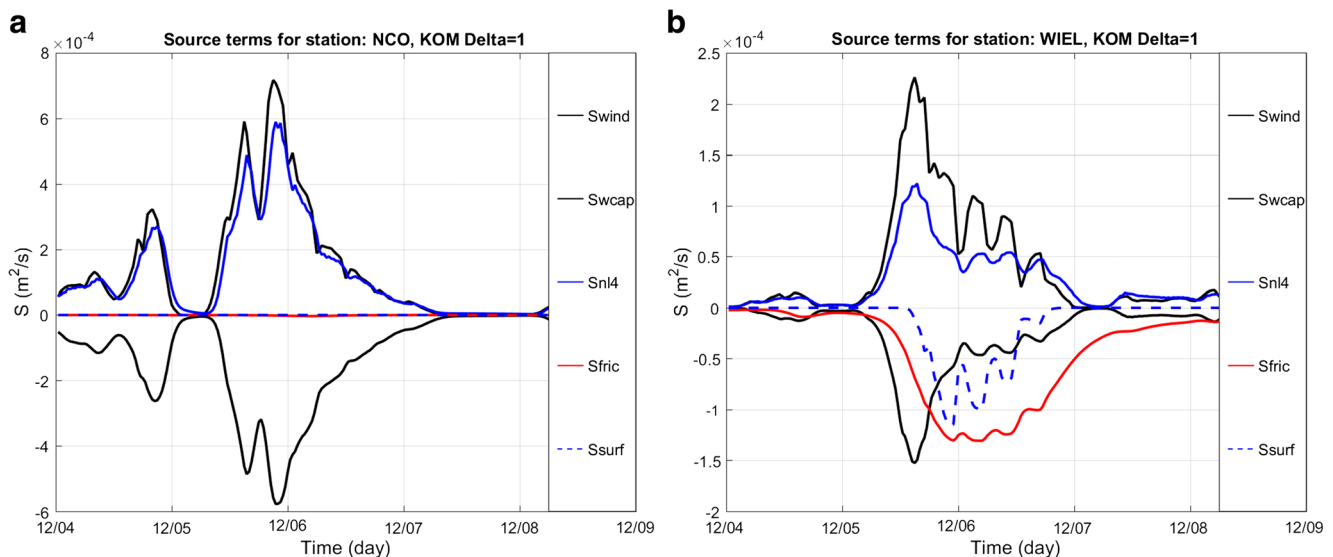 a
Source terms for station: NCO, KOM Delta=1
×10-4
8
6
4
2
0
-2
-4
-6
S (m2/s)
12/04
12/05
12/06
12/07
12/08
12/09
Time (day)
Swind
Swcap
Snl4
Sfric
Ssurf
b
Source terms for station: WIEL, KOM Delta=1
×10-4
2.5
2
1.5
1
0.5
0
-0.5
-1
-1.5
-2
S (m2/s)
12/04
12/05
12/06
12/07
12/08
12/09
Time (day)
Swind
Swcap
Snl4
Sfric
Ssurf